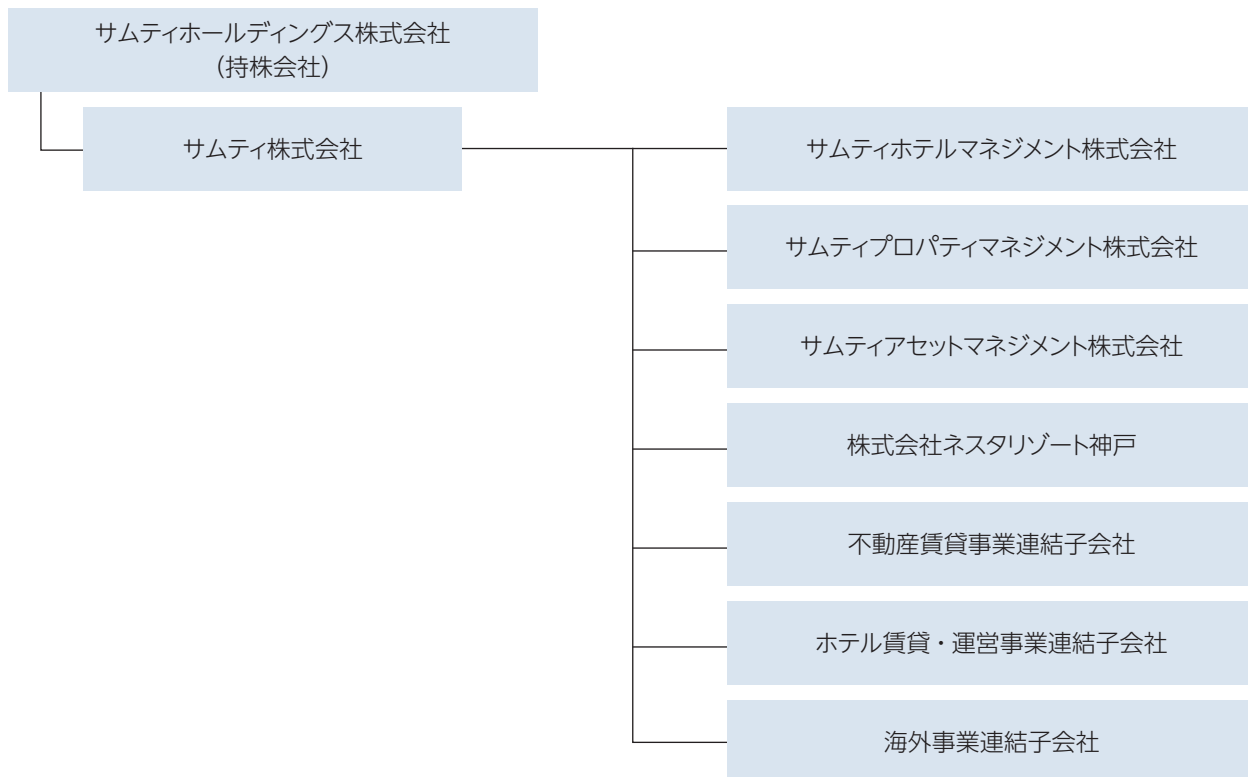 サムティホールディングス株式会社
(持株会社)
サムティ株式会社
サムティホテルマネジメント株式会社
サムティプロパティマネジメント株式会社
サムティアセットマネジメント株式会社
株式会社ネスタリゾート神戸
不動産賃貸事業連結子会社
ホテル賃貸・運営事業連結子会社
海外事業連結子会社